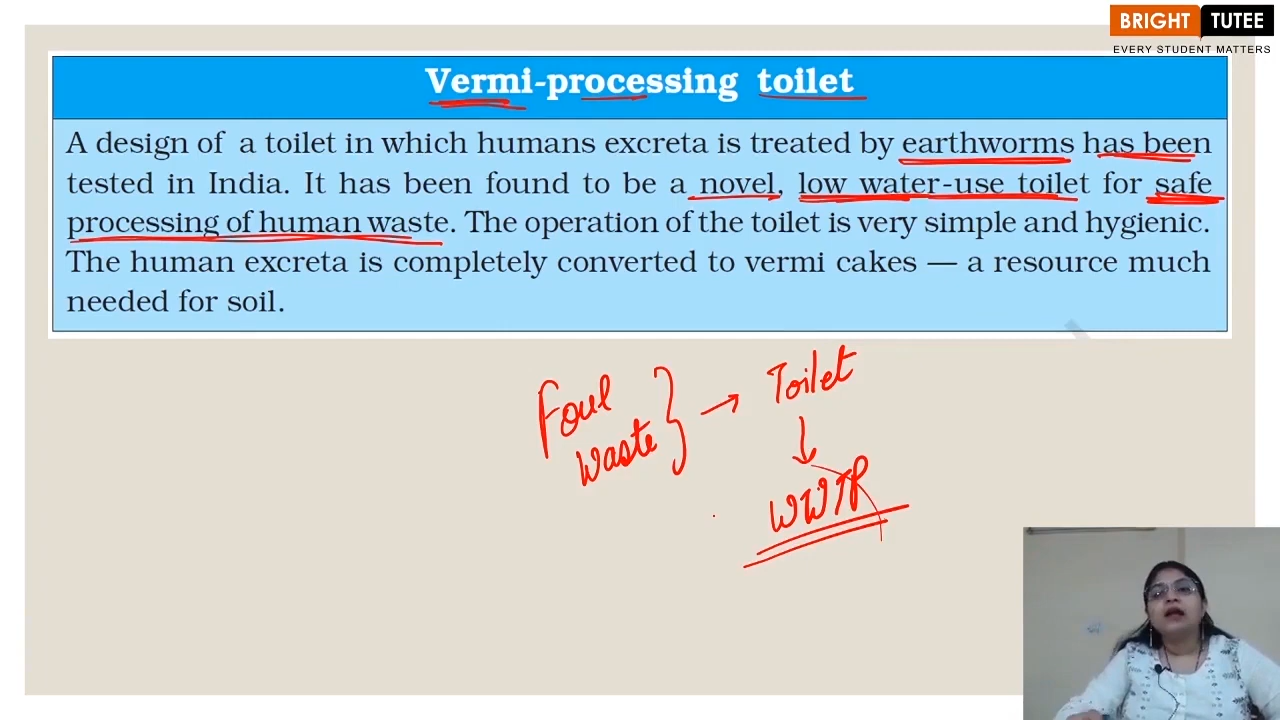 BRIGHT TUTEE
EVERY STUDENT MATTERS
Vermi-processing toilet
A design of a toilet in which humans excreta is treated by earthworms has been
tested in India. It has been found to be a novel, low water-use toilet for safe
processing of human waste. The operation of the toilet is very simple and hygienic.
The human excreta is completely converted to vermi cakes — a resource much
needed for soil.
Foul
waste
→ Toilet
↓
WWTP